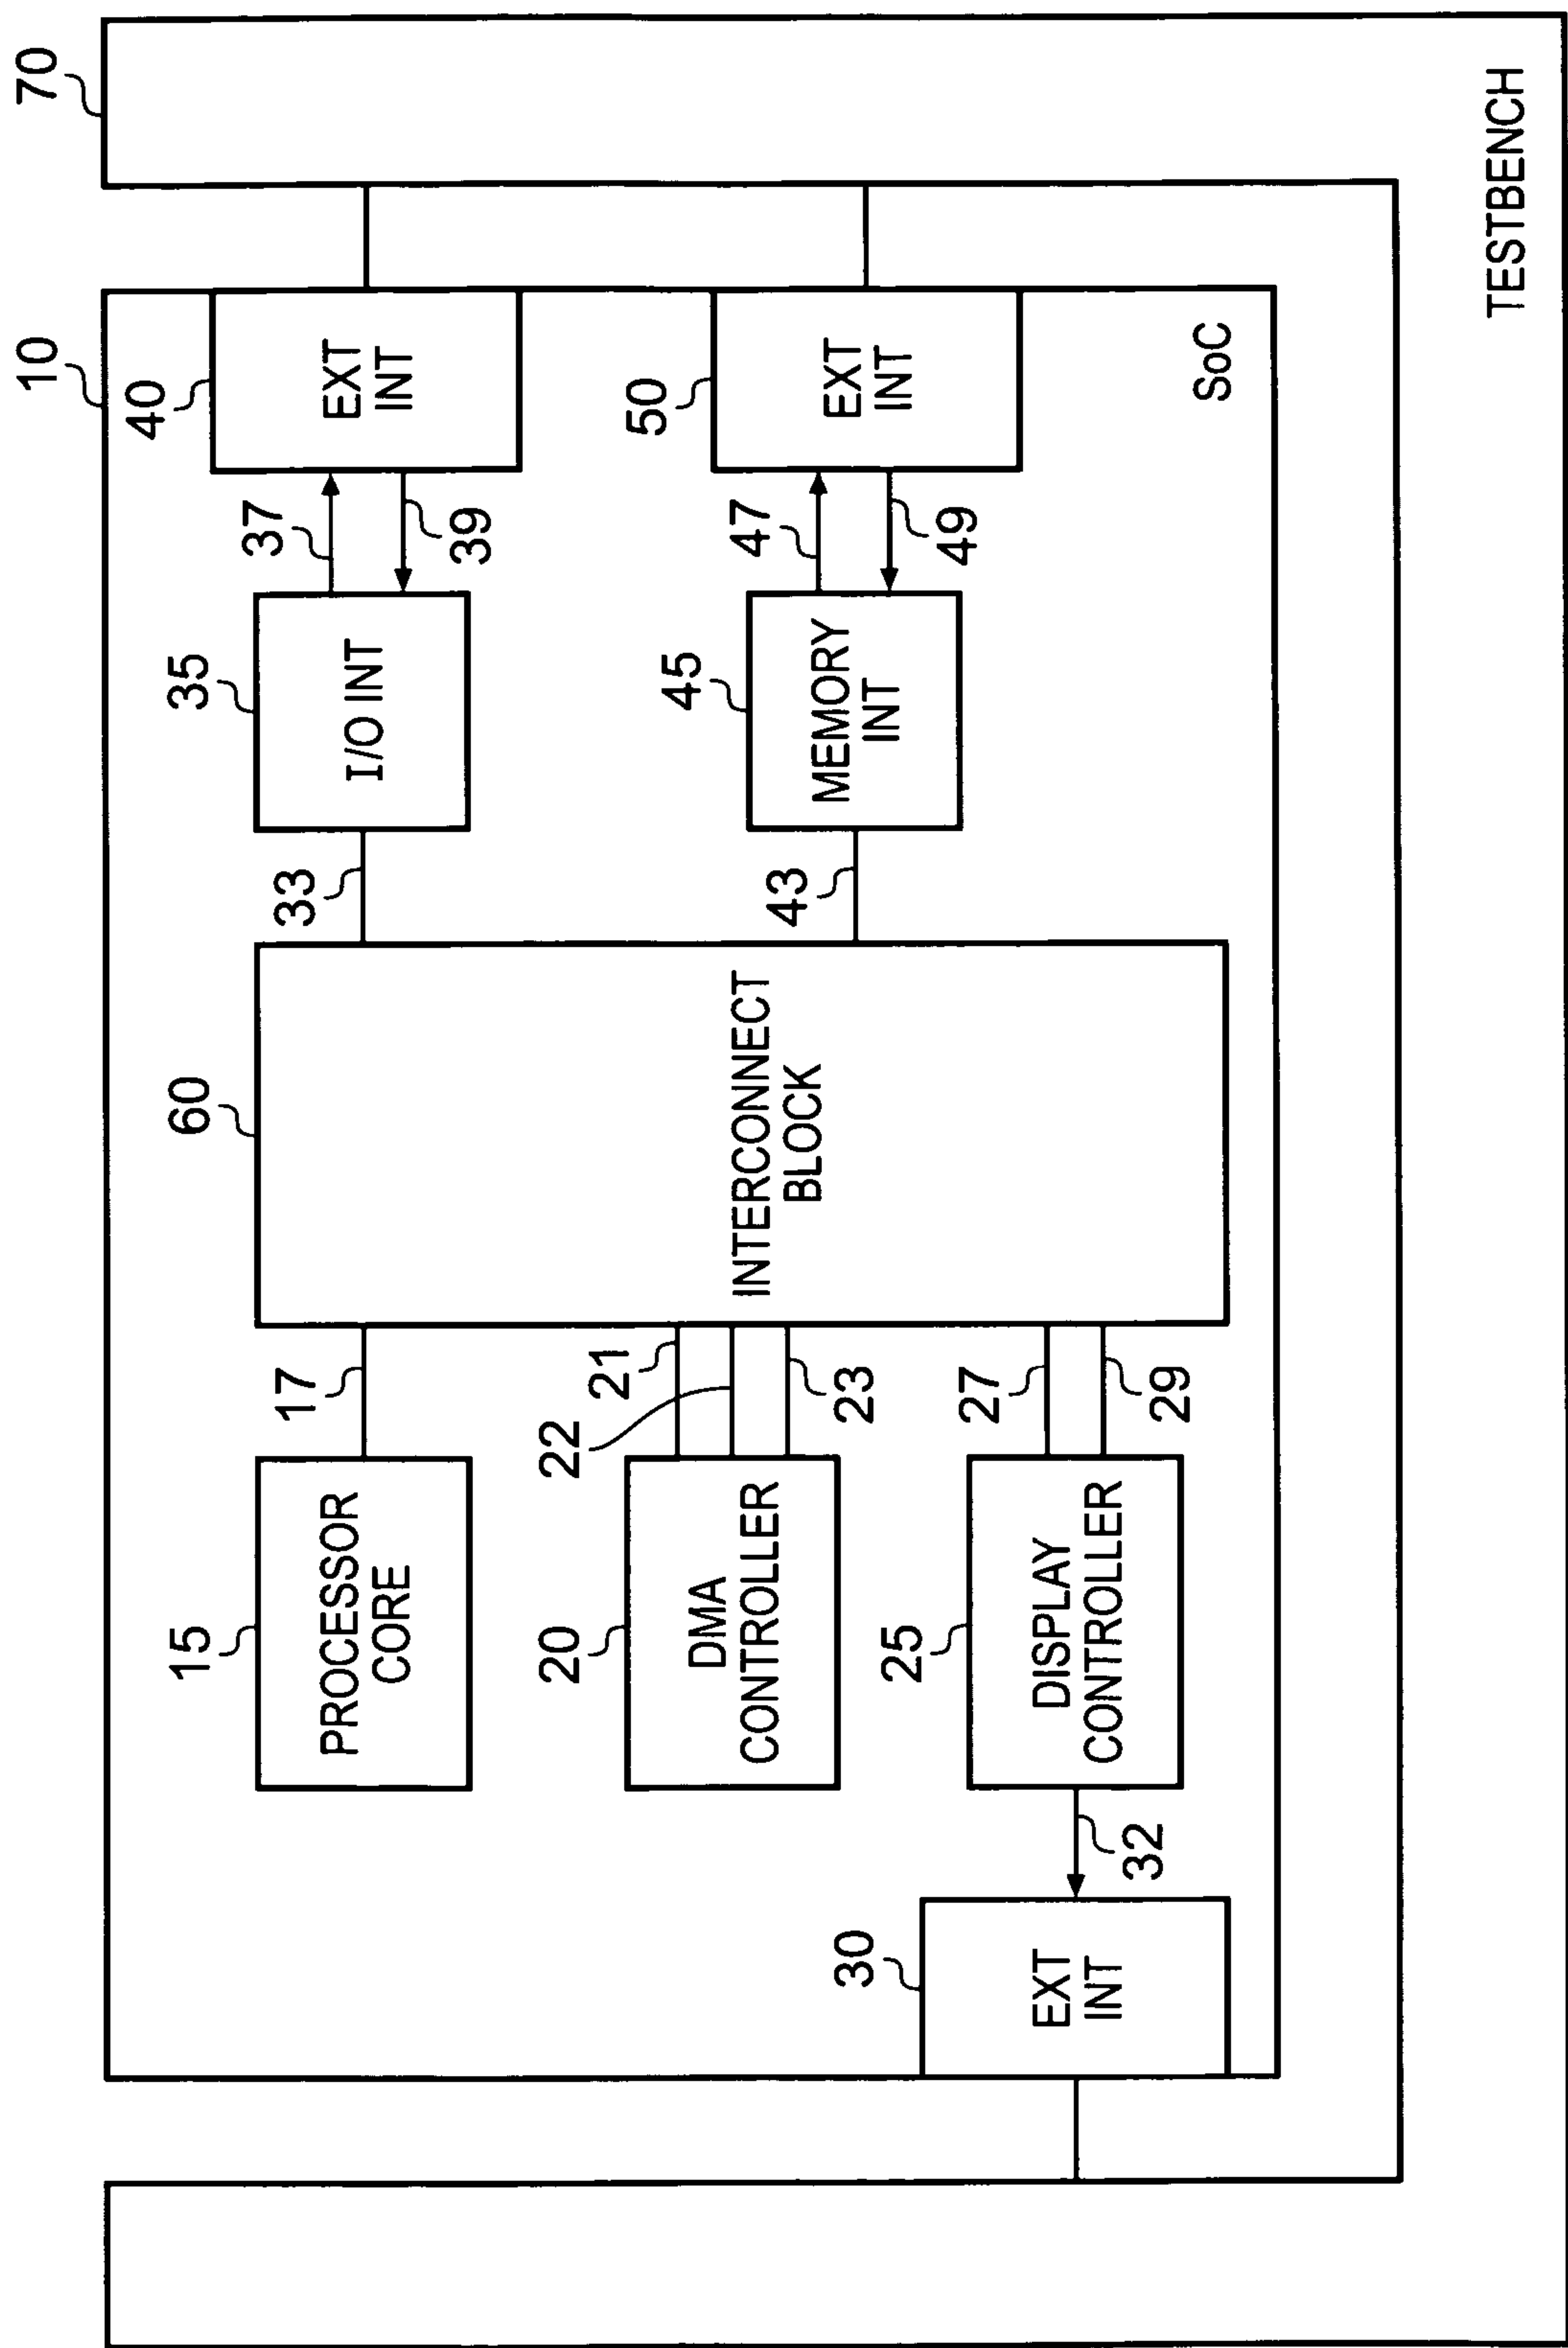 10
70
40
15
60
35
17
33
37
PROCESSOR
CORE
I/O INT
EXT
INT
39
20
22
21
45
50
DMA
CONTROLLER
INTERCONNECT
BLOCK
43
47
MEMORY
INT
EXT
INT
23
49
30
25
27
EXT
INT
32
DISPLAY
CONTROLLER
29
SoC
TESTBENCH